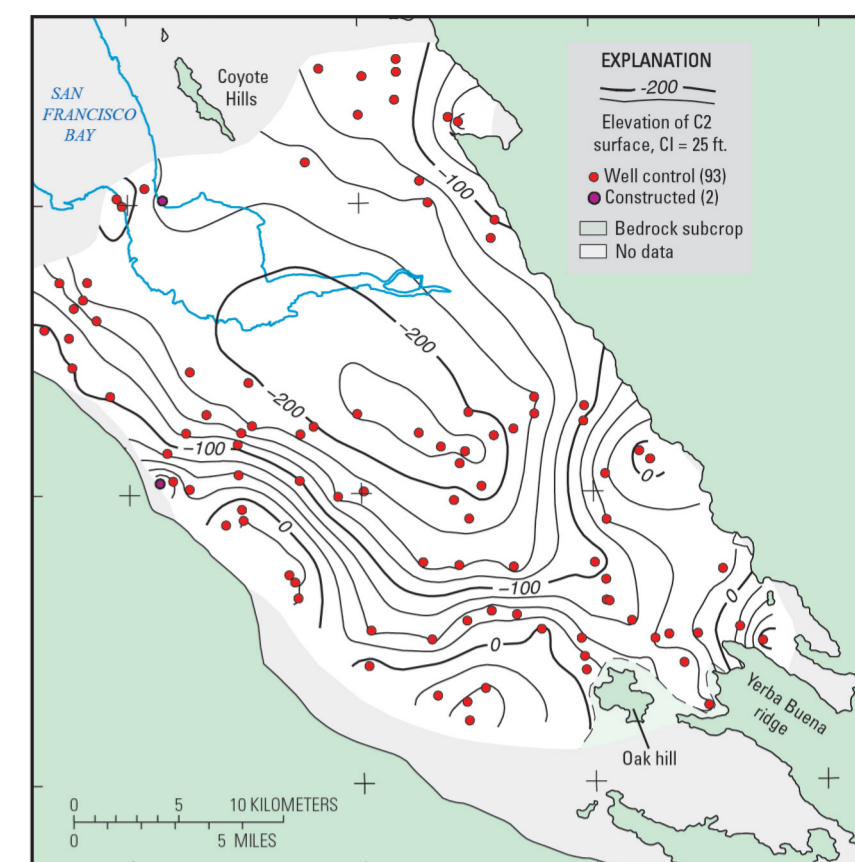 Coyote
Hills
SAN
FRANCISCO
BAY
EXPLANATION
-200
Elevation of C2
surface, CI = 25 ft.
Well control (93)
Constructed (2)
Bedrock subcrop
No data
-100
-200
-200
-100
0
0
-100
0
0
Yerba Buena
ridge
Oak hill
0 5 10 KILOMETERS
0 5 MILES